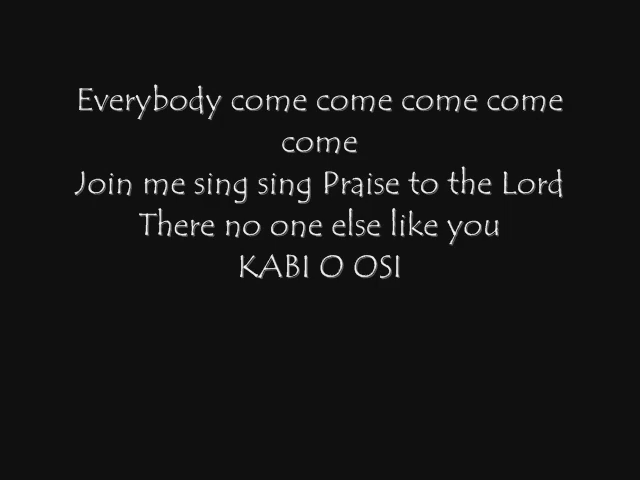 Everybody come come come come
come
Join me sing sing Praise to the Lord
There no one else like you
KABI O OSI